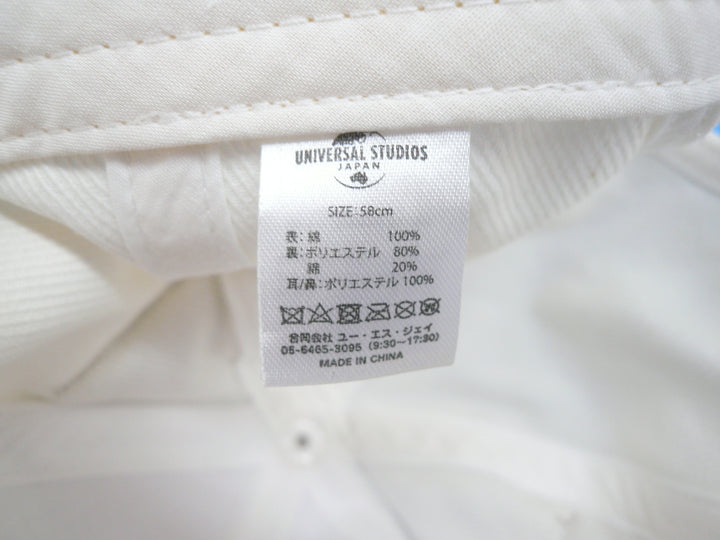 UNIVERSAL STUDIOS
JAPAN
SIZE:58cm
表:綿 100%
裏:ポリエステル 80%
綿 20%
耳/鼻:ポリエステル 100%
合同会社 ユー・エス・ジェイ
05-6465-3095 (9:30〜17:30)
MADE IN CHINA